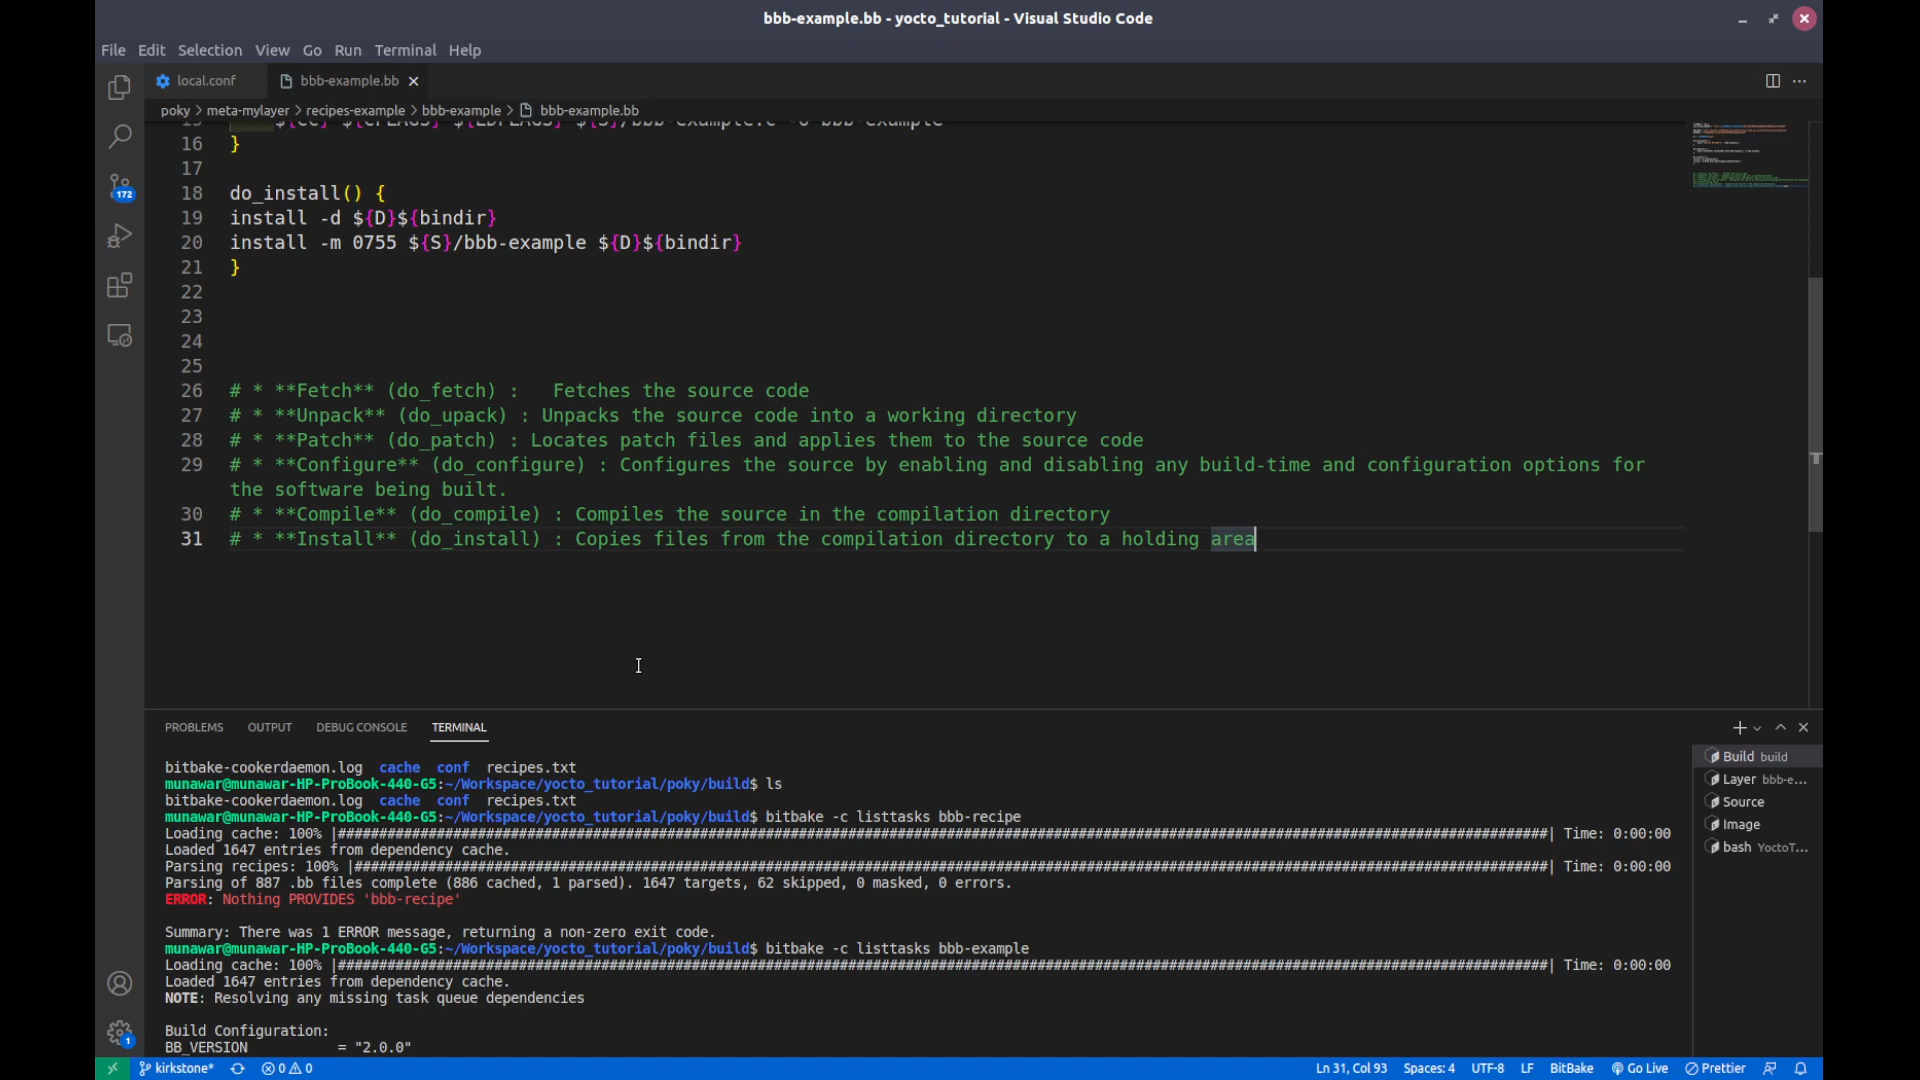 bbb-example.bb - yocto_tutorial - Visual Studio Code
File Edit Selection View Go Run Terminal Help
local.conf bbb-example.bb
poky > meta-mylayer > recipes-example > bbb-example > bbb-example.bb
15 ${CC} ${CFLAGS} ${LDFLAGS} ${S}/bbb-example.c -o bbb-example
16 }
17
18 do_install() {
19 install -d ${D}${bindir}
20 install -m 0755 ${S}/bbb-example ${D}${bindir}
21 }
22
23
24
25
26 # * **Fetch** (do_fetch) :   Fetches the source code
27 # * **Unpack** (do_upack) : Unpacks the source code into a working directory
28 # * **Patch** (do_patch) : Locates patch files and applies them to the source code
29 # * **Configure** (do_configure) : Configures the source by enabling and disabling any build-time and configuration options for
the software being built.
30 # * **Compile** (do_compile) : Compiles the source in the compilation directory
31 # * **Install** (do_install) : Copies files from the compilation directory to a holding area
172
PROBLEMS OUTPUT DEBUG CONSOLE TERMINAL
bitbake-cookerdaemon.log cache conf recipes.txt
munawar@munawar-HP-ProBook-440-G5:~/Workspace/yocto_tutorial/poky/build$ ls
bitbake-cookerdaemon.log cache conf recipes.txt
munawar@munawar-HP-ProBook-440-G5:~/Workspace/yocto_tutorial/poky/build$ bitbake -c listtasks bbb-recipe
Loading cache: 100% | Time: 0:00:00
Loaded 1647 entries from dependency cache.
Parsing recipes: 100% | Time: 0:00:00
Parsing of 887 .bb files complete (886 cached, 1 parsed). 1647 targets, 62 skipped, 0 masked, 0 errors.
ERROR: Nothing PROVIDES 'bbb-recipe'
Summary: There was 1 ERROR message, returning a non-zero exit code.
munawar@munawar-HP-ProBook-440-G5:~/Workspace/yocto_tutorial/poky/build$ bitbake -c listtasks bbb-example
Loading cache: 100% | Time: 0:00:00
Loaded 1647 entries from dependency cache.
NOTE: Resolving any missing task queue dependencies
Build Configuration:
BB_VERSION = "2.0.0"
Build build
Layer bbb-e...
Source
Image
bash YoctoT...
1
kirkstone* 0 0 Ln 31, Col 93 Spaces: 4 UTF-8 LF BitBake Go Live Prettier